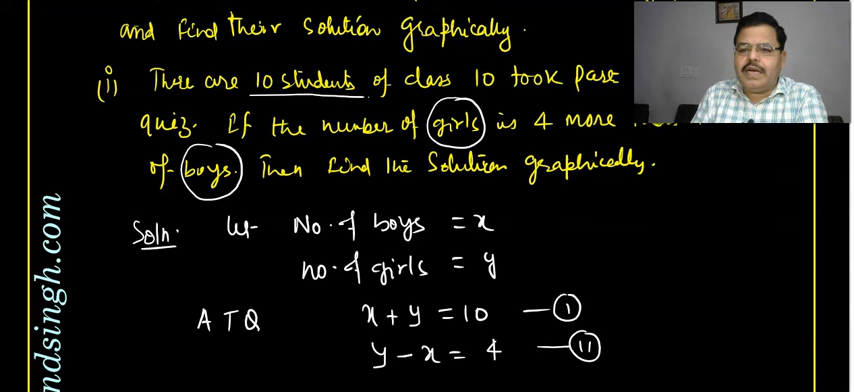 and find their solution graphically.
(i) There are 10 students of class 10 took part
quiz. If the number of girls is 4 more
of boys. Then find the solution graphically.
Soln. Let No. of boys = x
no. of girls = y
ATQ x + y = 10 — (I)
y - x = 4 — (II)
ndsingh.com